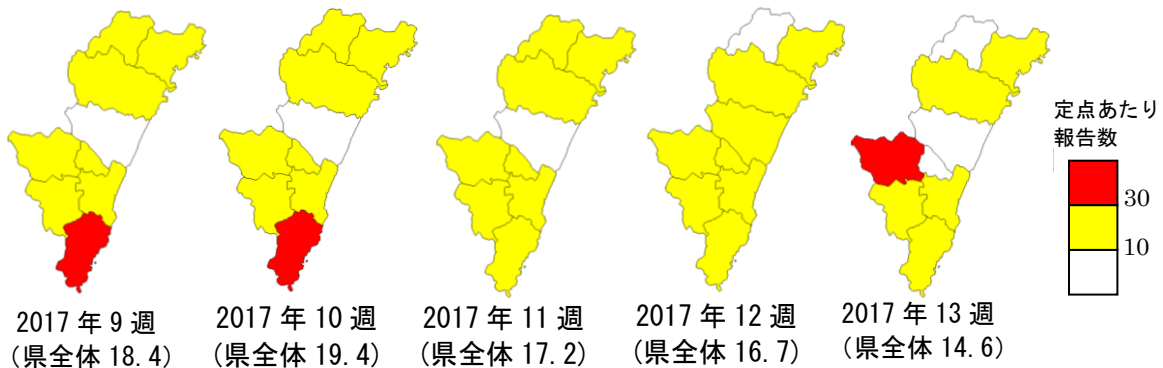 定点あたり
報告数
30
10
2017 年 9 週
（県全体 18.4）
2017 年 10 週
（県全体 19.4）
2017 年 11 週
（県全体 17.2）
2017 年 12 週
（県全体 16.7）
2017 年 13 週
（県全体 14.6）